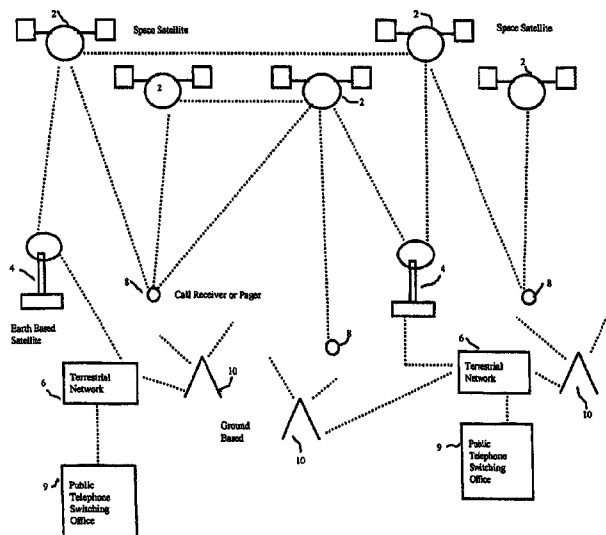 2
Space Satellite
2
Space Satellite
2
2
2
4
4
8
Call Receiver or Pager
8
Earth Based
Satellite
8
6
Terrestrial
Network
10
6
Terrestrial
Network
10
Ground
Based
10
9
Public
Telephone
Switching
Office
9
Public
Telephone
Switching
Office